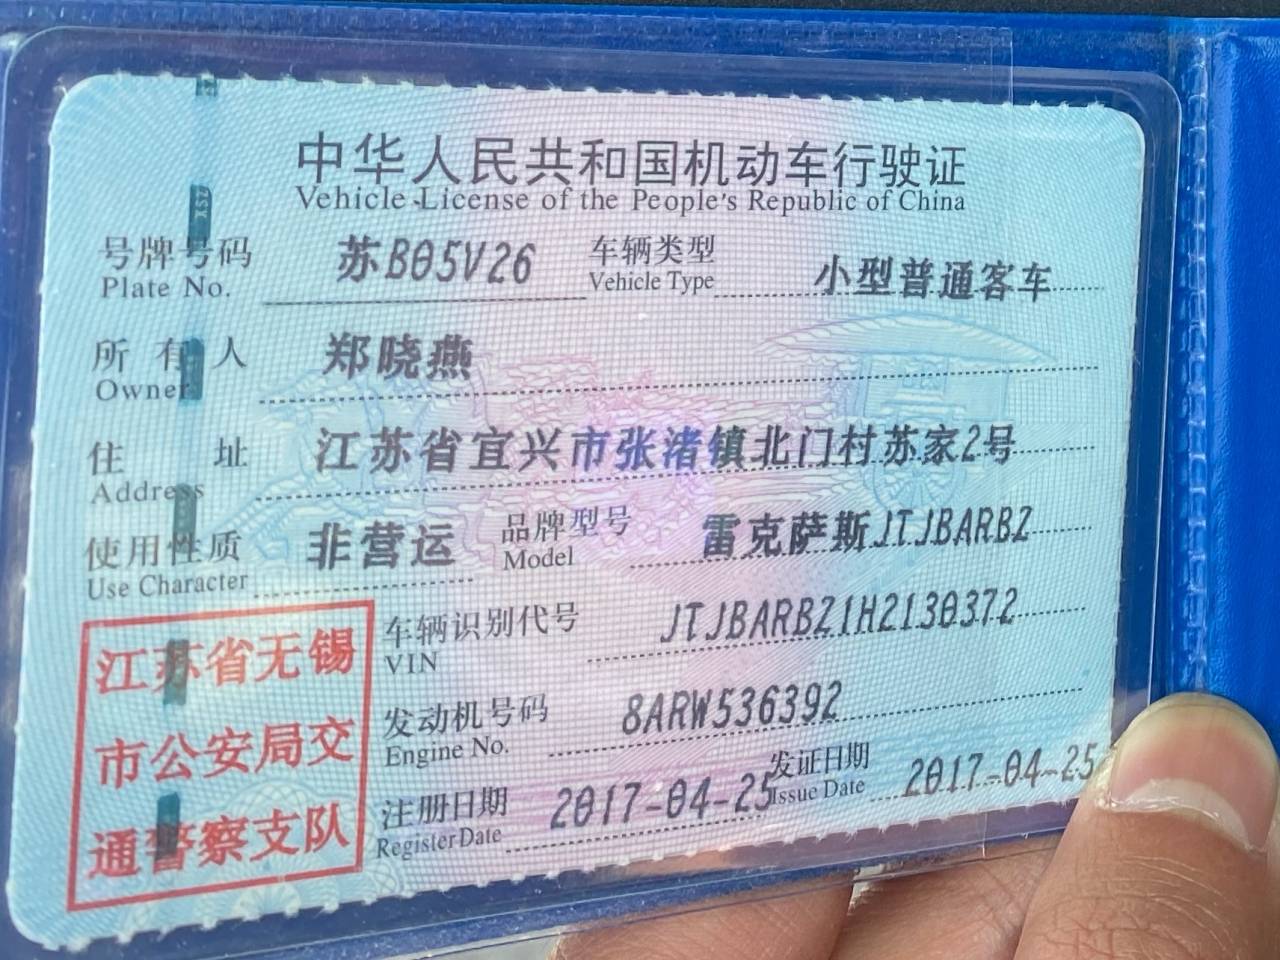 中华人民共和国机动车行驶证
Vehicle License of the People's Republic of China
号牌号码 苏B05V26 车辆类型 小型普通客车
Plate No. Vehicle Type
所有人 郑晓燕
Owner
住址 江苏省宜兴市张渚镇北门村苏家2号
Address
使用性质 非营运 品牌型号 雷克萨斯JTJBARBZ
Use Character Model
车辆识别代号 JTJBARBZ1H2130372
VIN
发动机号码 8ARW536392
Engine No.
注册日期 2017-04-25 发证日期 2017-04-25
Register Date Issue Date
江苏省无锡
市公安局交
通警察支队